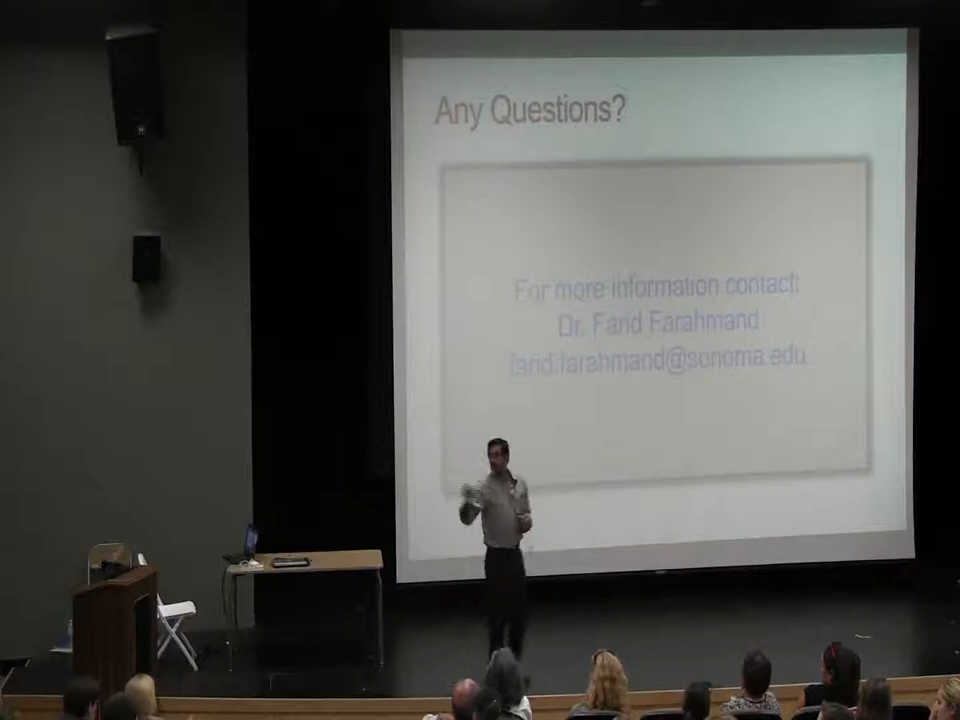 Any Questions?
For more information contact:
Dr. Farid Farahmand
farid.farahmand@sonoma.edu